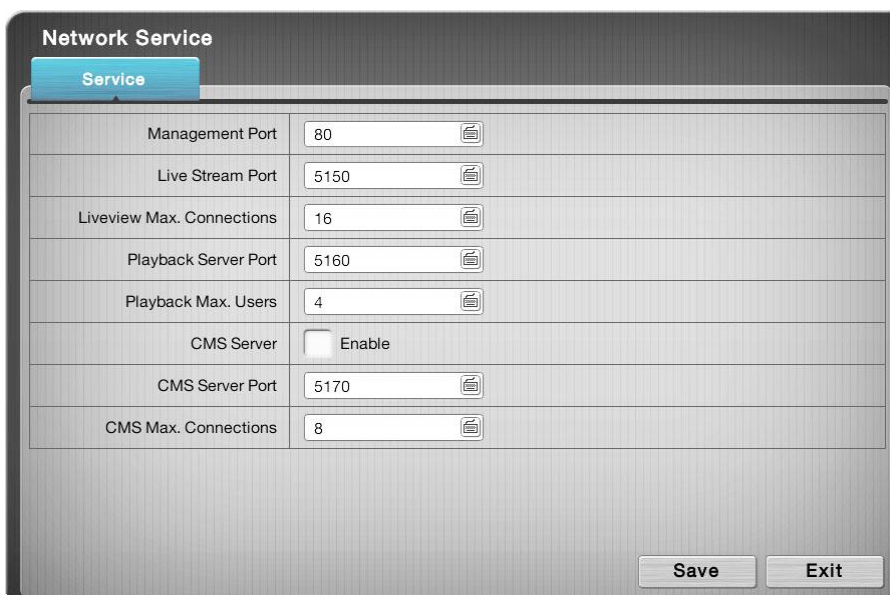 Network Service
Service
Management Port 80
Live Stream Port 5150
Liveview Max. Connections 16
Playback Server Port 5160
Playback Max. Users 4
CMS Server Enable
CMS Server Port 5170
CMS Max. Connections 8
Save Exit